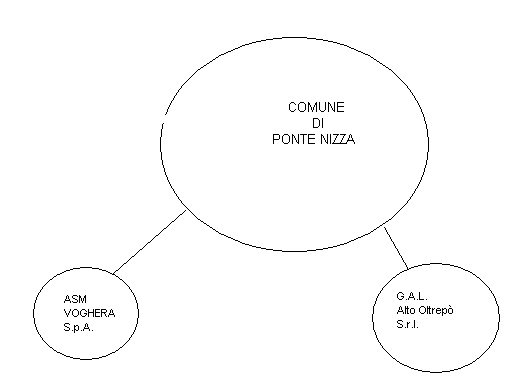 COMUNE
DI
PONTE NIZZA
ASM
VOGHERA
S.p.A.
G.A.L.
Alto Oltrepò
S.r.l.